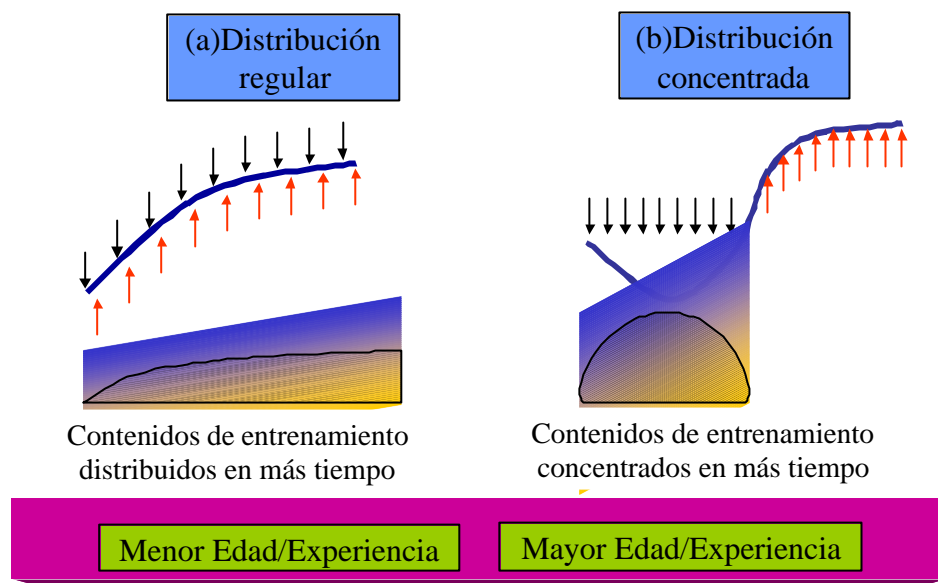 (a)Distribución
regular
(b)Distribución
concentrada
Contenidos de entrenamiento
distribuidos en más tiempo
Contenidos de entrenamiento
concentrados en más tiempo
Menor Edad/Experiencia
Mayor Edad/Experiencia